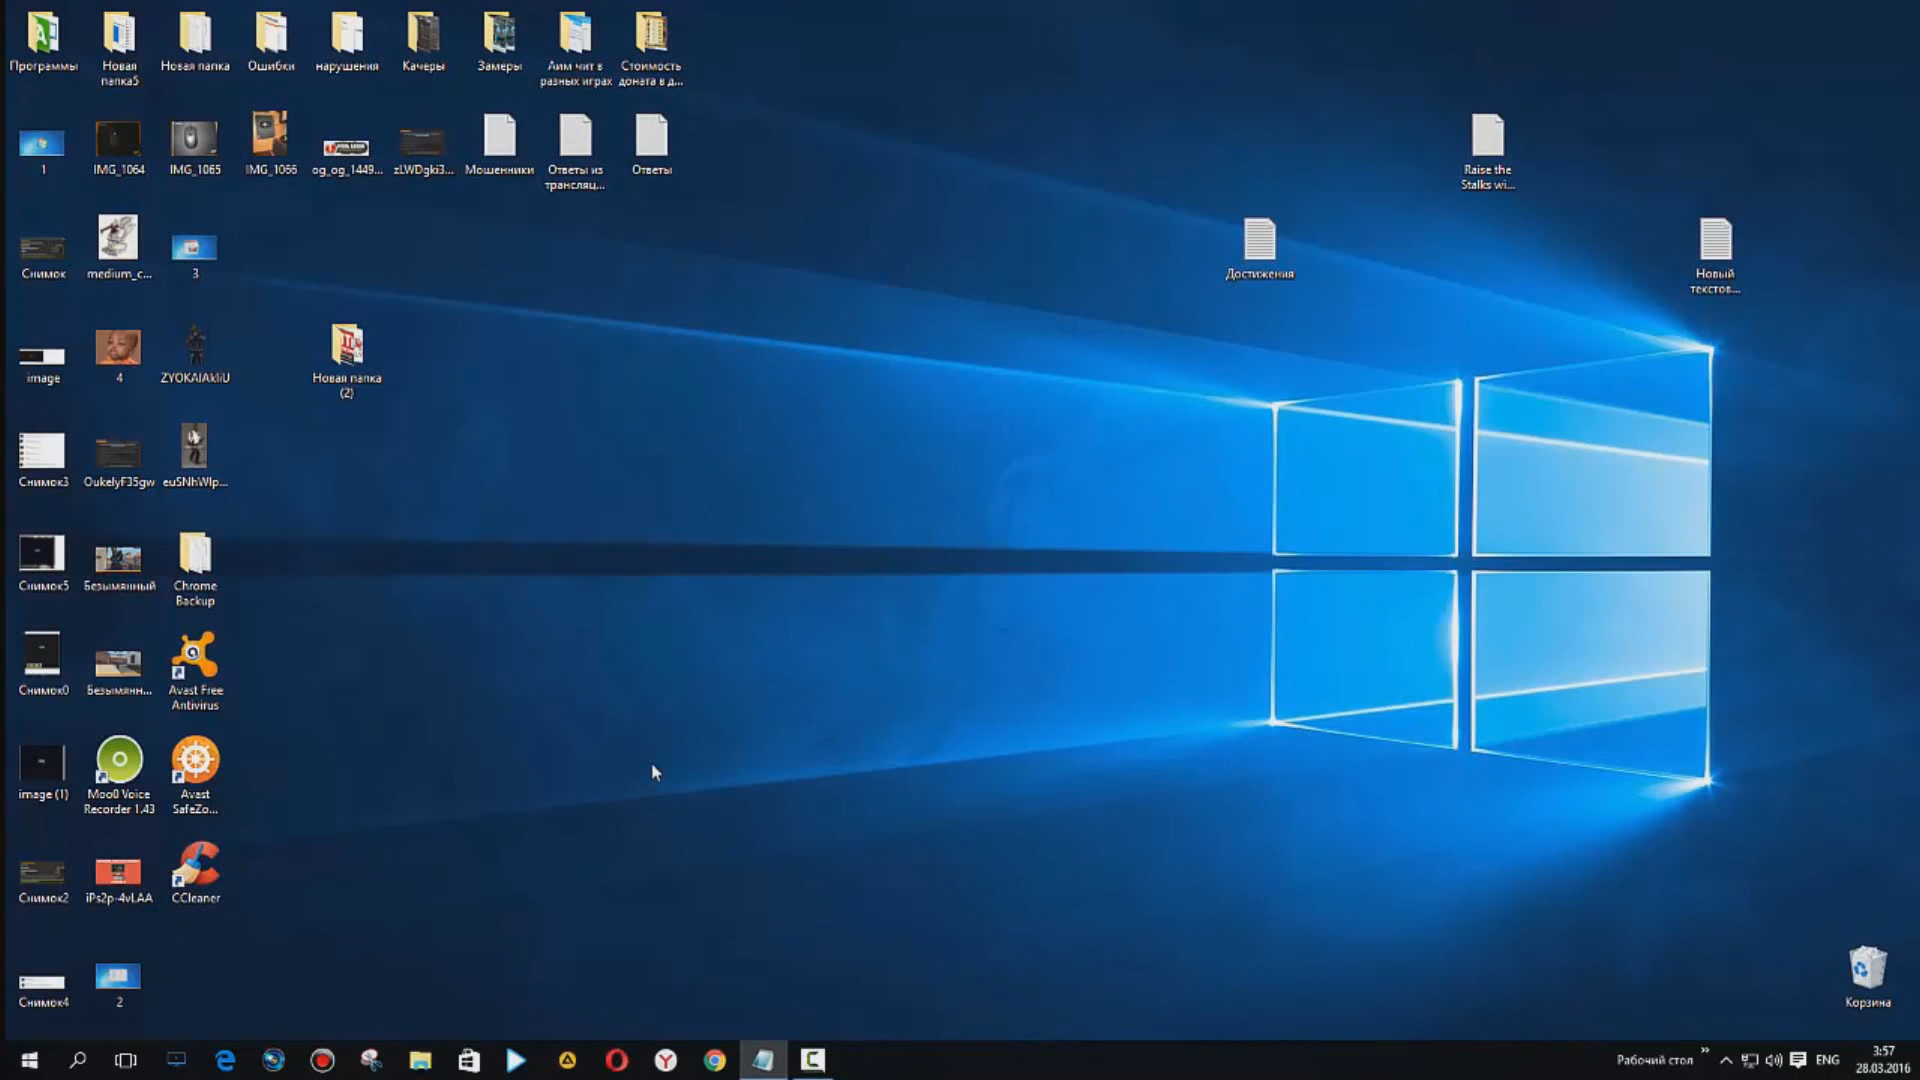 Программы
Новая
папка5
Новая папка
Ошибки
нарушения
Качеры
Замеры
Аим чит в
разных играх
Стоимость
доната в д...
1
IMG_1064
IMG_1065
IMG_1066
og_og_1449...
zLWDgki3...
Мошенники
Ответы из
трансляц...
Ответы
Raise the
Stalks wi...
Снимок
medium_c...
3
Достижения
Новый
текстов...
image
4
ZYOKAIAkIiU
Новая папка
(2)
Снимок3
OukelyF35gw
euSNhWIp...
Снимок5
Безымянный
Chrome
Backup
Снимок0
Безымянн...
Avast Free
Antivirus
image (1)
Moo0 Voice
Recorder 1.43
Avast
SafeZo...
Снимок2
iPs2p-4vLAA
CCleaner
Снимок4
2
Корзина
Рабочий стол
ENG
3:57
28.03.2016